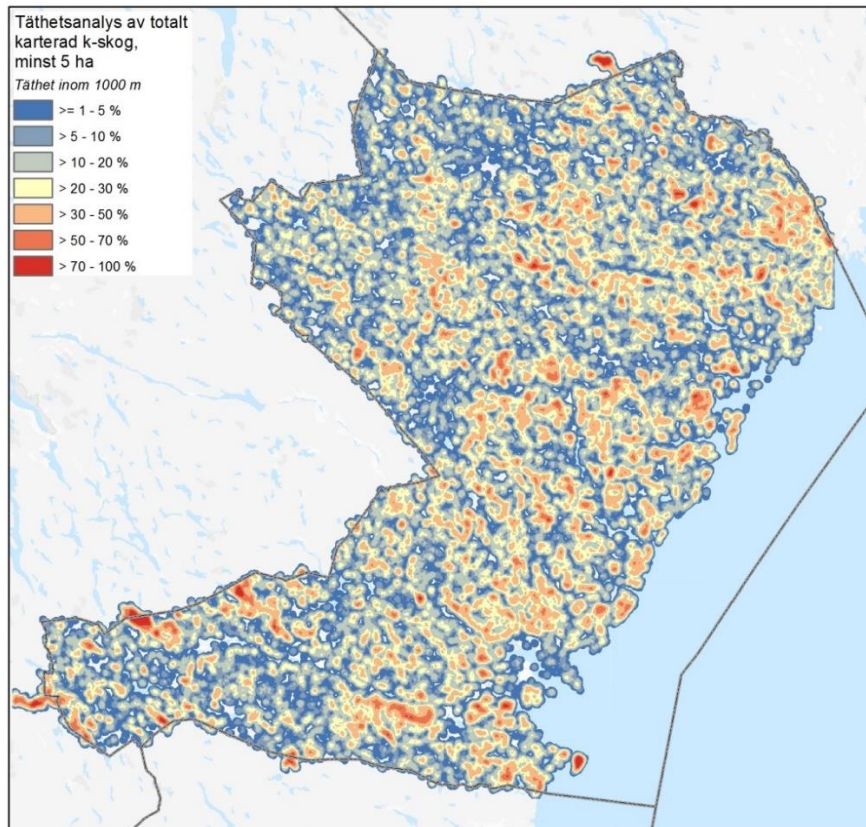 Täthetsanalys av totalt
karterad k-skog,
minst 5 ha
Täthet inom 1000 m
>= 1 - 5 %
> 5 - 10 %
> 10 - 20 %
> 20 - 30 %
> 30 - 50 %
> 50 - 70 %
> 70 - 100 %